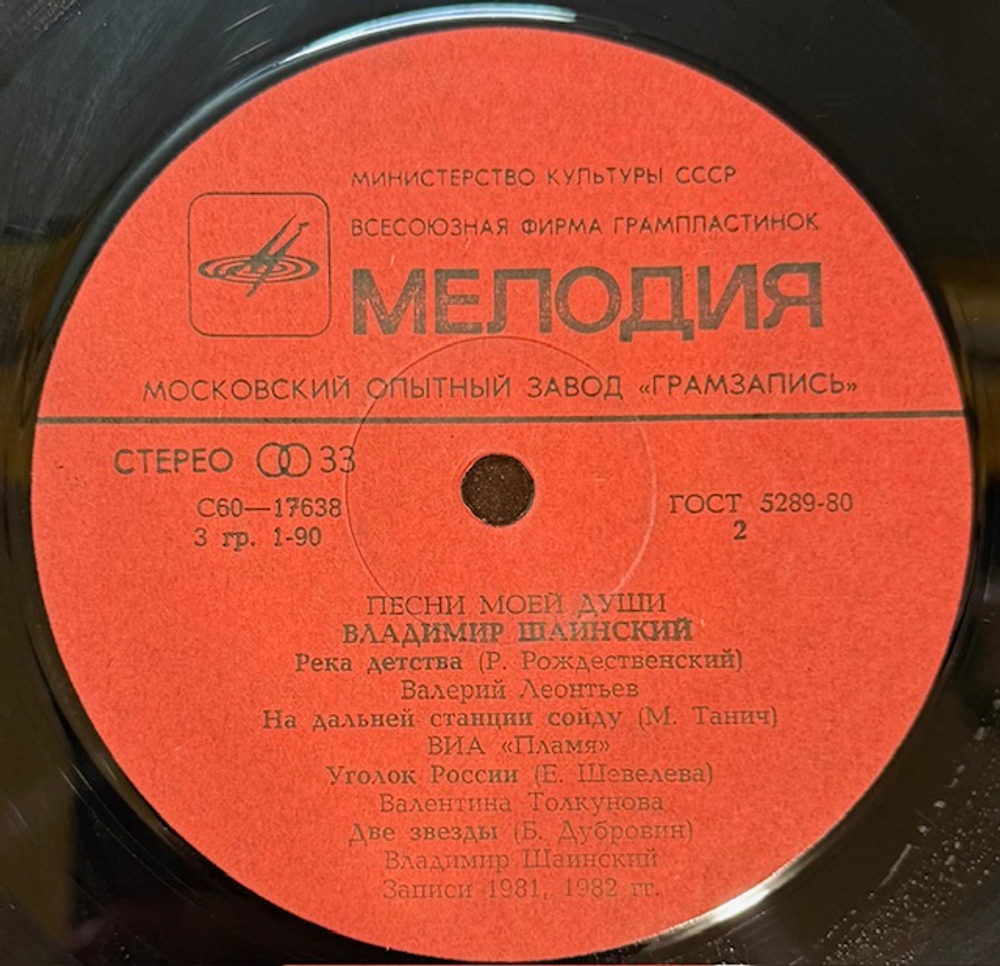 МИНИСТЕРСТВО КУЛЬТУРЫ СССР
ВСЕСОЮЗНАЯ ФИРМА ГРАМПЛАСТИНОК
МЕЛОДИЯ
МОСКОВСКИЙ ОПЫТНЫЙ ЗАВОД «ГРАМЗАПИСЬ»
СТЕРЕО 33
С60—17638
3 гр. 1-90
ГОСТ 5289-80
2
ПЕСНИ МОЕЙ ДУШИ
ВЛАДИМИР ШАИНСКИЙ
Река детства (Р. Рождественский)
Валерий Леонтьев
На дальней станции сойду (М. Танич)
ВИА «Пламя»
Уголок России (Е. Шевелева)
Валентина Толкунова
Две звезды (Б. Дубровин)
Владимир Шаинский
Записи 1981, 1982 гг.